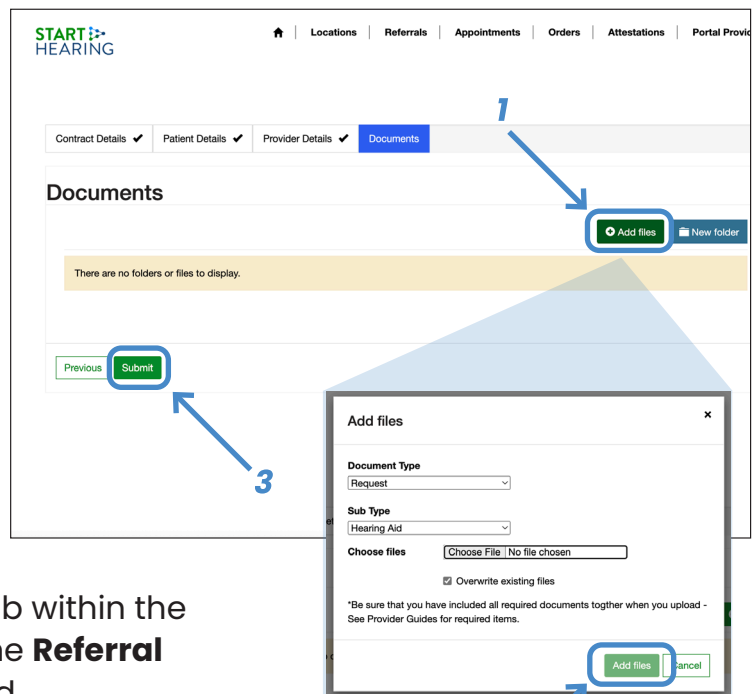 START
HEARING
Locations Referrals Appointments Orders Attestations Portal
1
Contract Details ✔ Patient Details ✔ Provider Details ✔ Documents
Documents
Add files New folder
There are no folders or files to display.
Previous Submit
3
Add files ×
Document Type
Request
Sub Type
Hearing Aid
Choose files Choose File No file chosen
Overwrite existing files
*Be sure that you have included all required documents togther when you upload -
See Provider Guides for required items.
Add files Cancel
within the
Referral